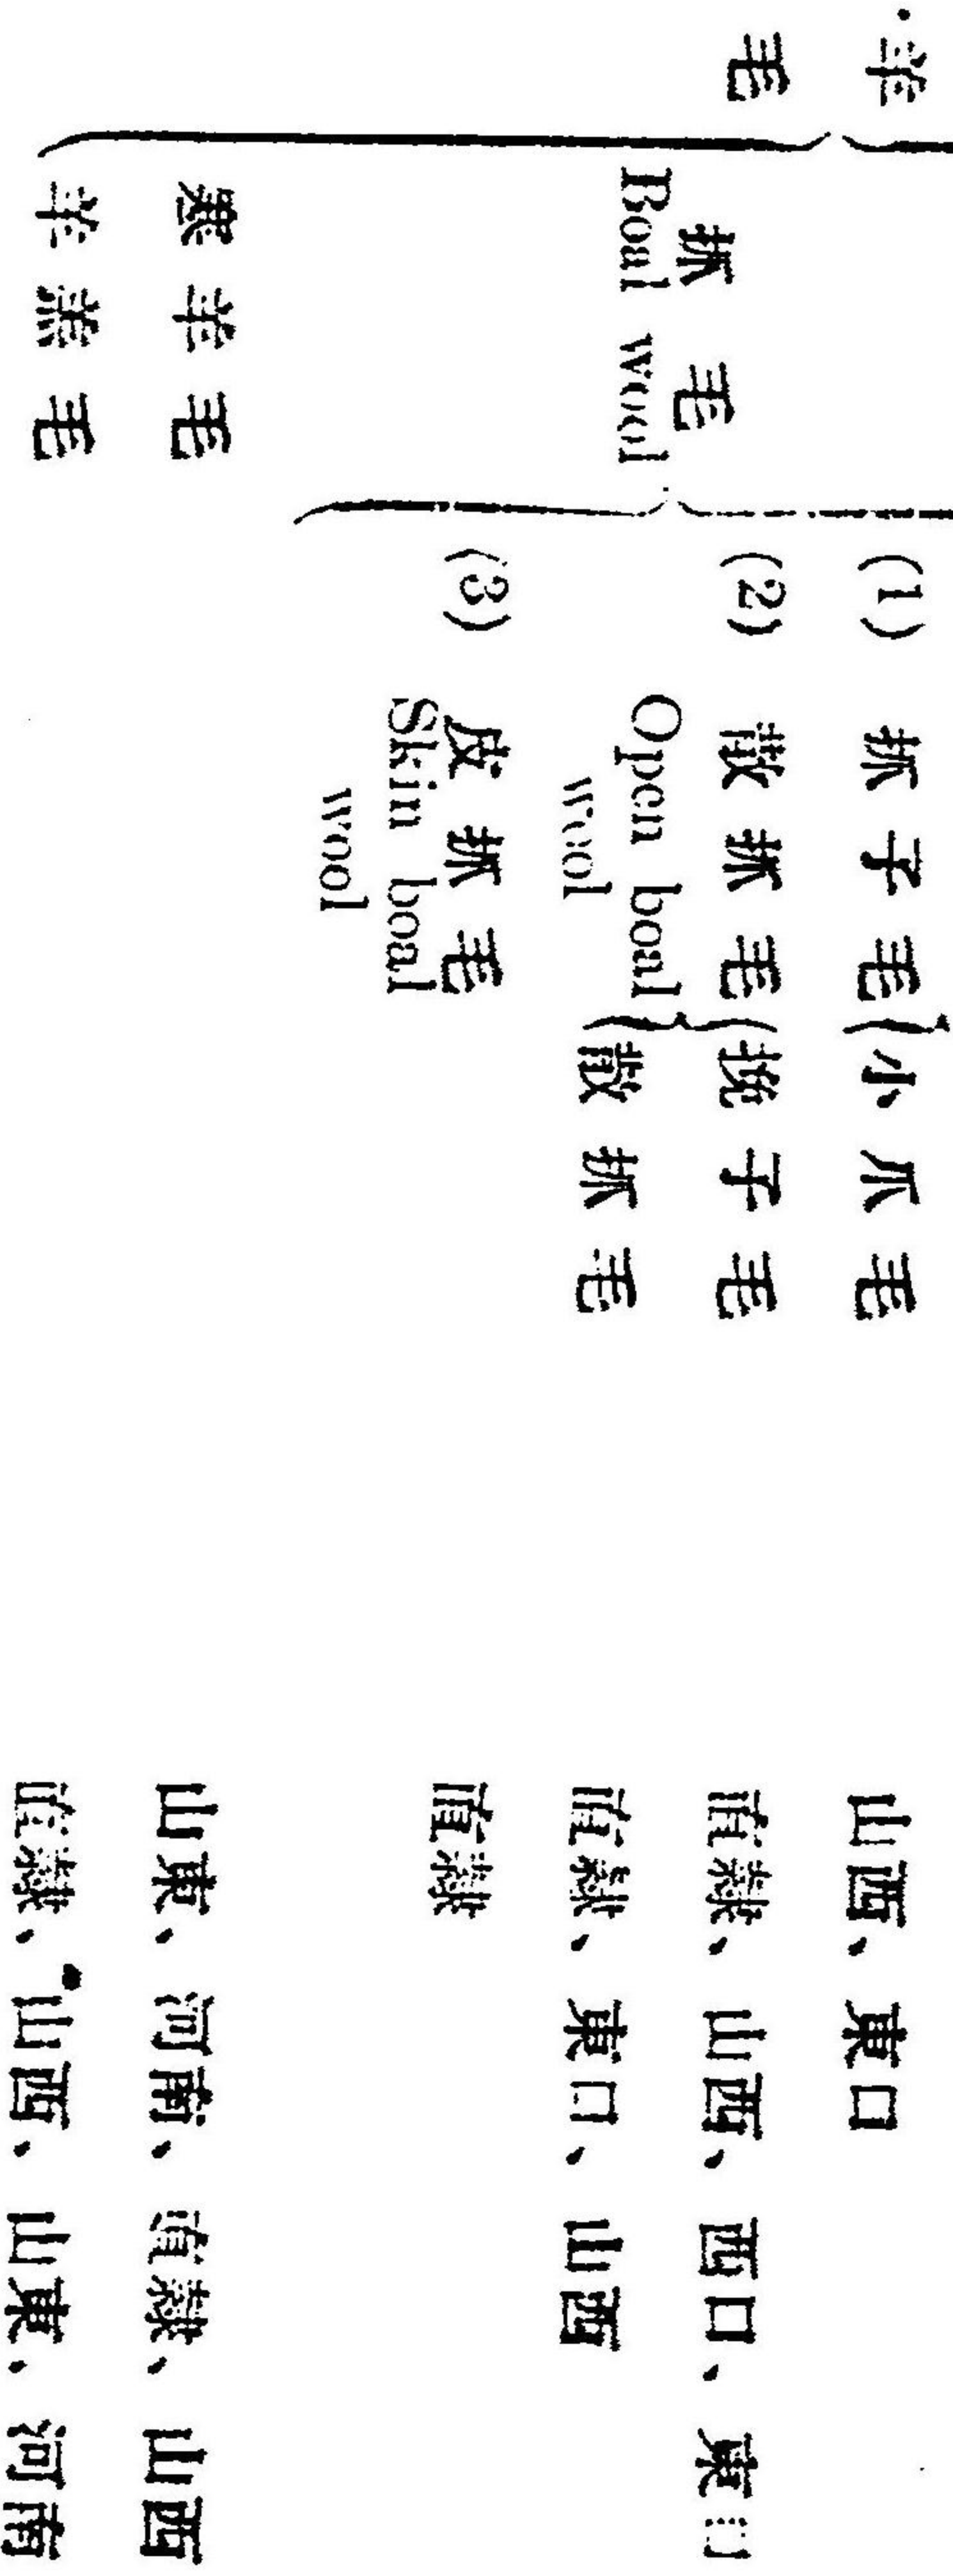 羊
毛
抓毛
Boal wool
寒羊毛
羊羔毛
(1) 抓子毛 小爪毛 山西、東口
(2) 散抓毛 挽子毛 直隸、山西、西口、東口
Open boal
wool
散抓毛 直隸、東口、山西
(3) 皮抓毛 直隸
Skin boal
wool
山東、河南、直隸、山西
直隸、山西、山東、河南